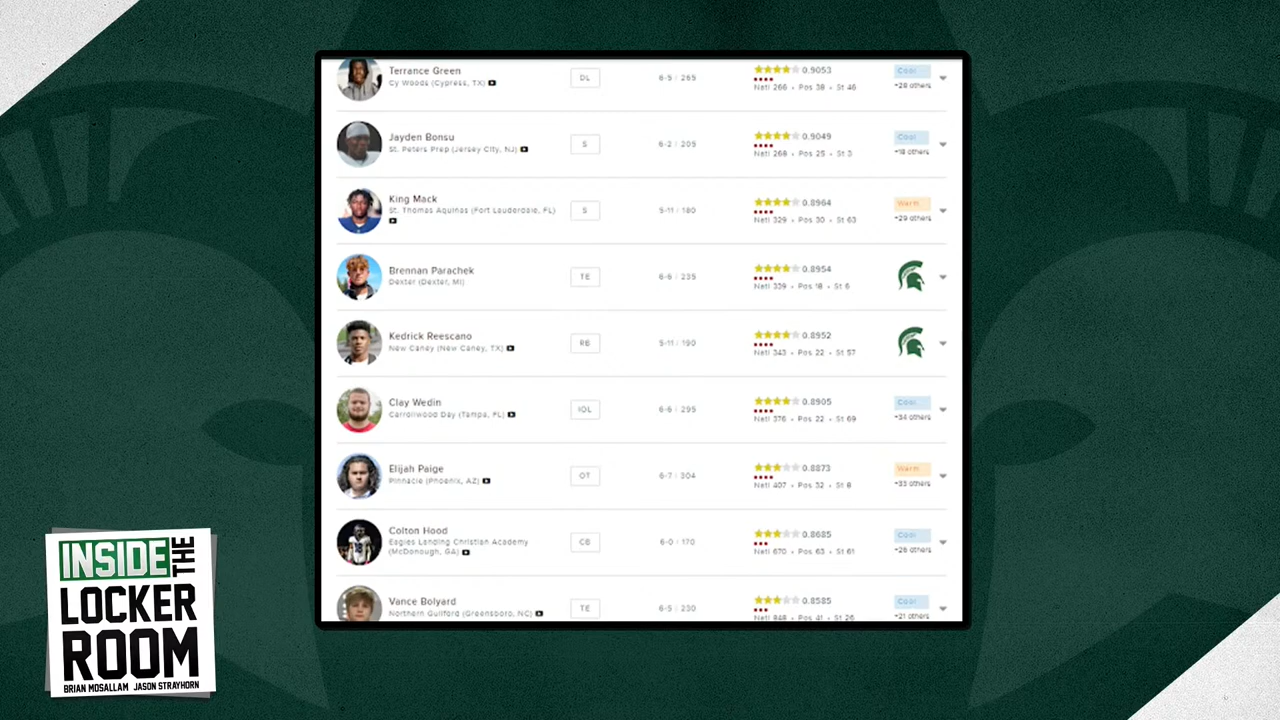 Terrance Green
Cy Woods (Cypress, TX)
DL
6-5 / 265
0.9053
Natl 266 • Pos 38 • St 46
Cool
+28 others
Jayden Bonsu
St. Peters Prep (Jersey City, NJ)
S
6-2 / 205
0.9049
Natl 268 • Pos 25 • St 3
Cool
+18 others
King Mack
St. Thomas Aquinas (Fort Lauderdale, FL)
S
5-11 / 180
0.8964
Natl 329 • Pos 30 • St 63
Warm
+29 others
Brennan Parachek
Dexter (Dexter, MI)
TE
6-6 / 235
0.8954
Natl 339 • Pos 18 • St 6
Kedrick Reescano
New Caney (New Caney, TX)
RB
5-11 / 190
0.8952
Natl 343 • Pos 22 • St 57
Clay Wedin
Carrollwood Day (Tampa, FL)
IOL
6-6 / 295
0.8905
Natl 376 • Pos 22 • St 69
Cool
+34 others
Elijah Paige
Pinnacle (Phoenix, AZ)
OT
6-7 / 304
0.8873
Natl 407 • Pos 32 • St 8
Warm
+33 others
Colton Hood
Eagles Landing Christian Academy
(McDonough, GA)
CB
6-0 / 170
0.8685
Natl 670 • Pos 63 • St 61
Cool
+26 others
Vance Bolyard
Northern Guilford (Greensboro, NC)
TE
6-5 / 230
0.8585
Natl 848 • Pos 41 • St 26
Cool
+21 others
INSIDE THE
LOCKER
ROOM
BRIAN MOSALLAM JASON STRAYHORN